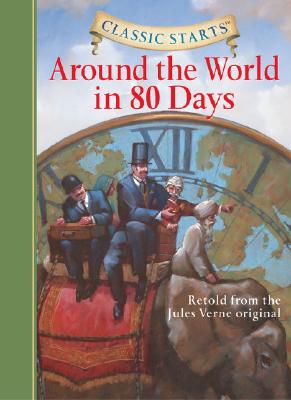 CLASSIC STARTS™
Around the World
in 80 Days
XII
I
Retold from the
Jules Verne original